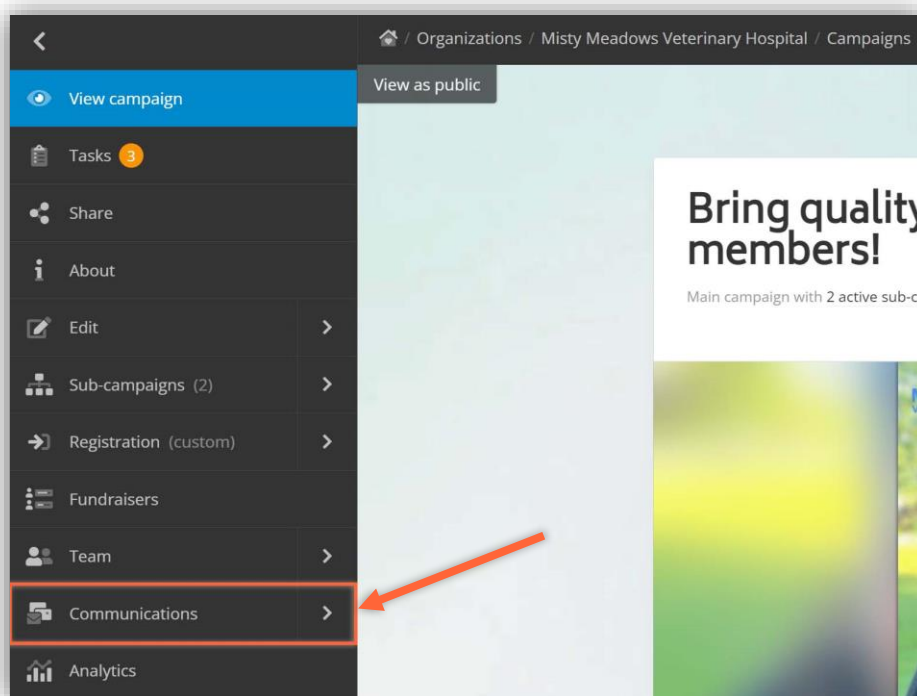 / Organizations / Misty Meadows Veterinary Hospital / Campaigns
View campaign
Tasks 3
Share
About
Edit
Sub-campaigns (2)
Registration (custom)
Fundraisers
Team
Communications
Analytics
View as public
Bring quality
members!
Main campaign with 2 active sub-c